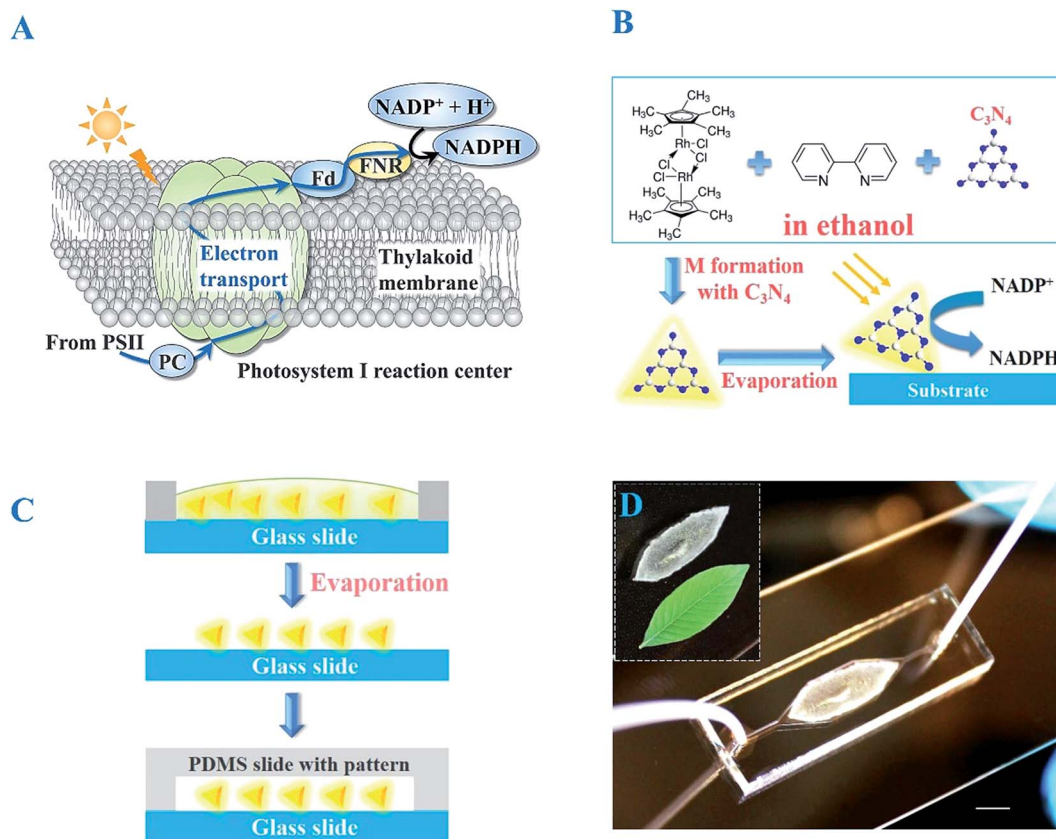 A
NADP⁺ + H⁺
NADPH
FNR
Fd
Electron
transport
Thylakoid
membrane
From PSII
PC
Photosystem I reaction center
B
CH₃
H₃C
CH₃
H₃C
CH₃
Rh
Cl
Cl
Cl
Cl
Rh
H₃C
CH₃
H₃C
CH₃
CH₃
N
N
C₃N₄
in ethanol
M formation
with C₃N₄
Evaporation
NADP⁺
NADPH
Substrate
C
Glass slide
Evaporation
Glass slide
PDMS slide with pattern
Glass slide
D